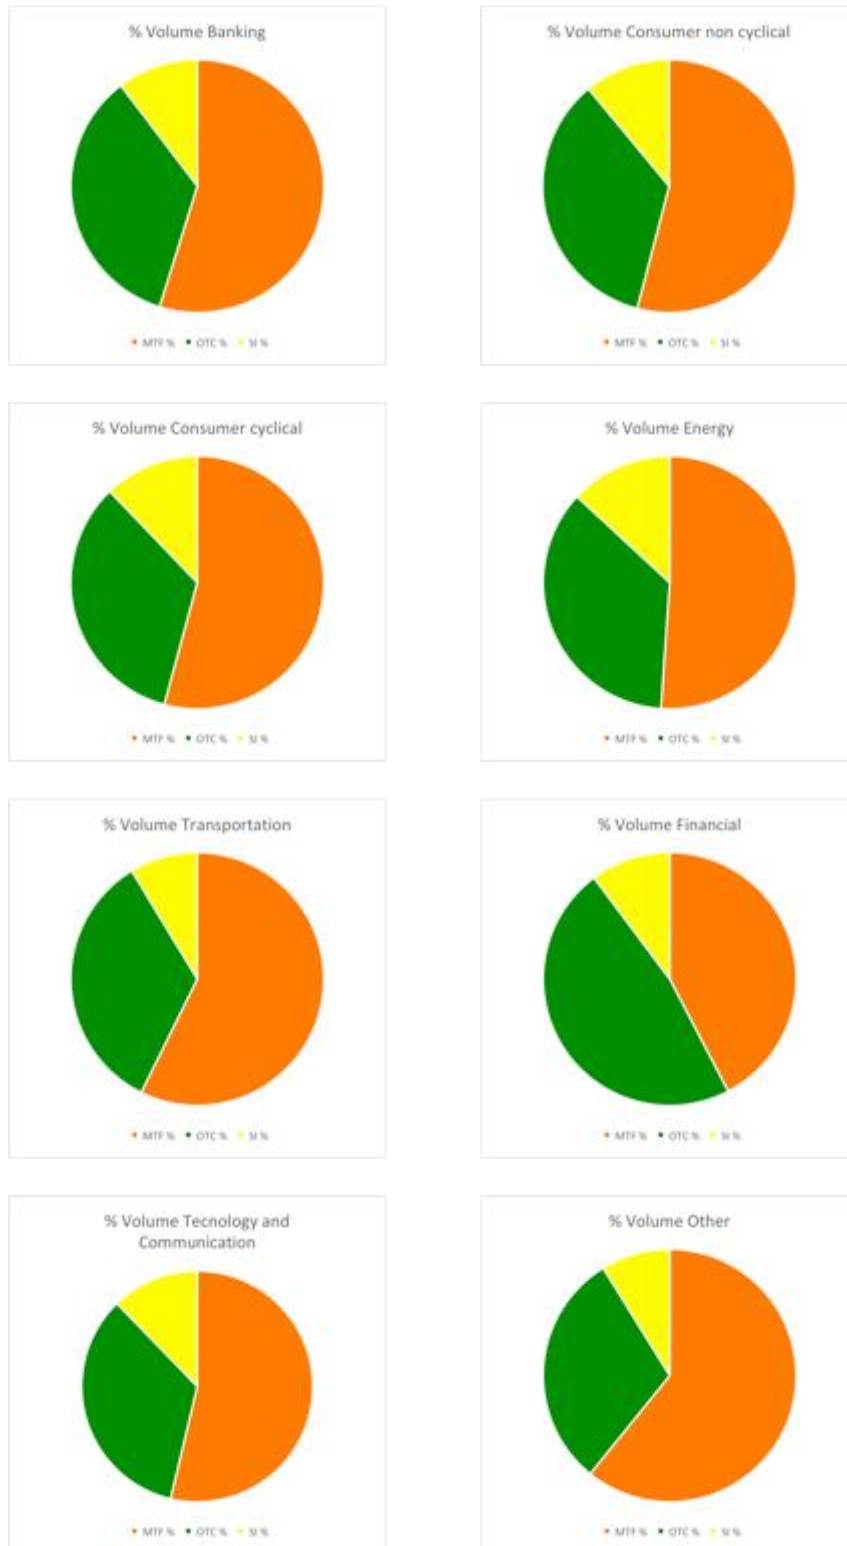 % Volume Banking
MTF % OTC % SI %
% Volume Consumer non cyclical
MTF % OTC % SI %
% Volume Consumer cyclical
MTF % OTC % SI %
% Volume Energy
MTF % OTC % SI %
% Volume Transportation
MTF % OTC % SI %
% Volume Financial
MTF % OTC % SI %
% Volume Tecnology and
Communication
MTF % OTC % SI %
% Volume Other
MTF % OTC % SI %